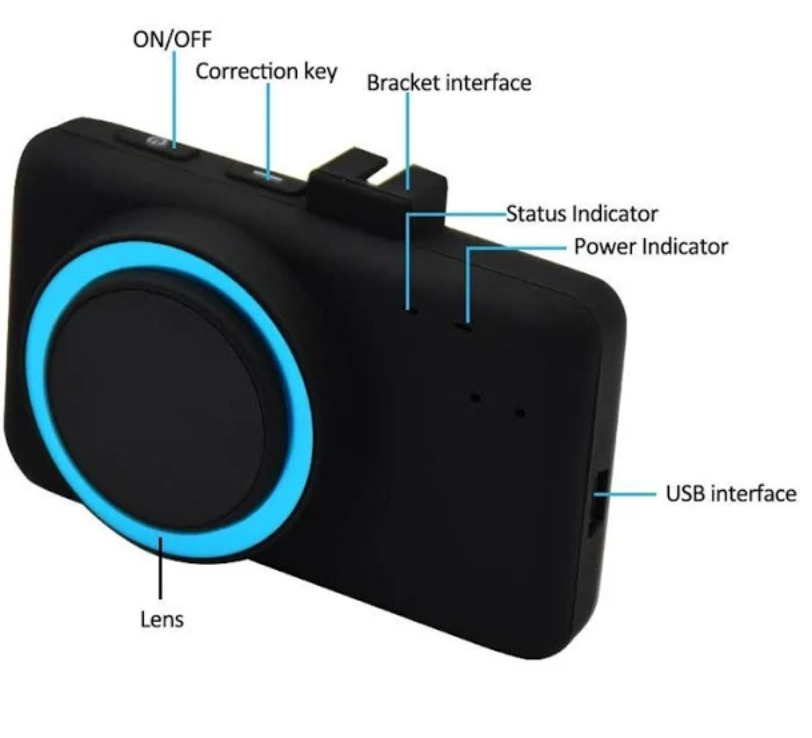 ON/OFF
Correction key
Bracket interface
Status Indicator
Power Indicator
USB interface
Lens